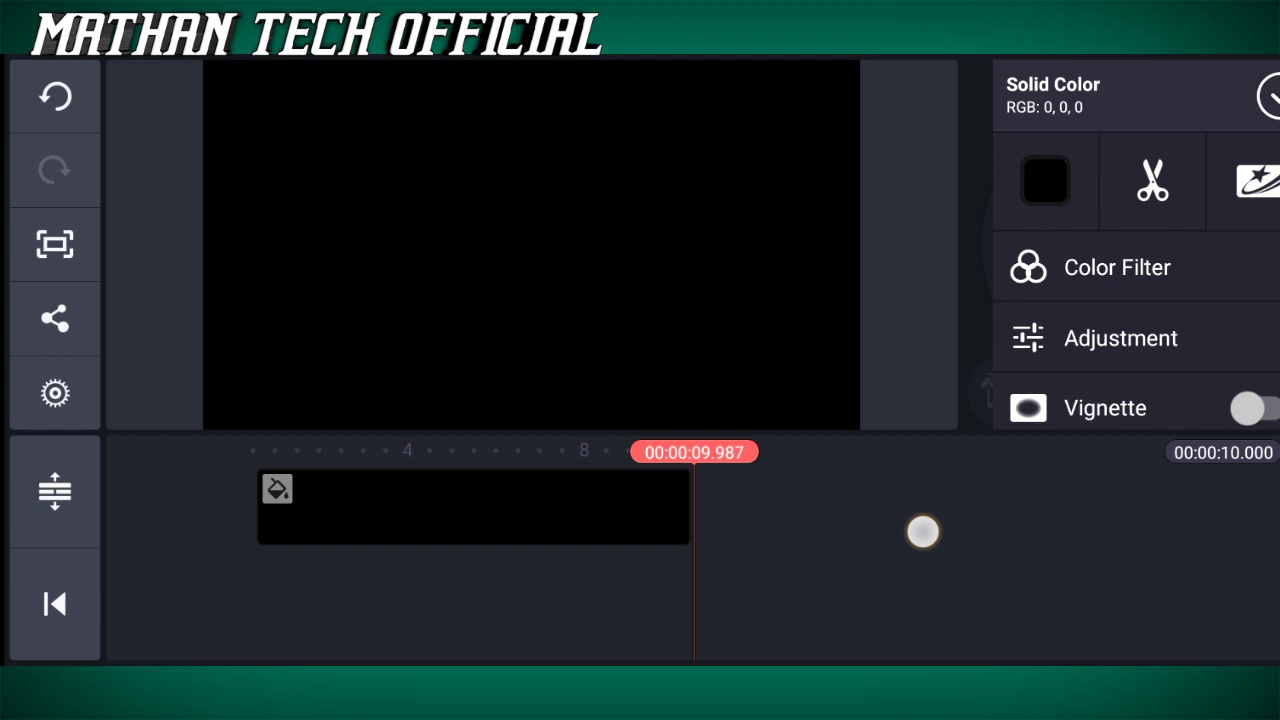 MATHAN TECH OFFICIAL
Solid Color
RGB: 0, 0, 0
Color Filter
Adjustment
Vignette
4
8
00:00:09.987
00:00:10.000